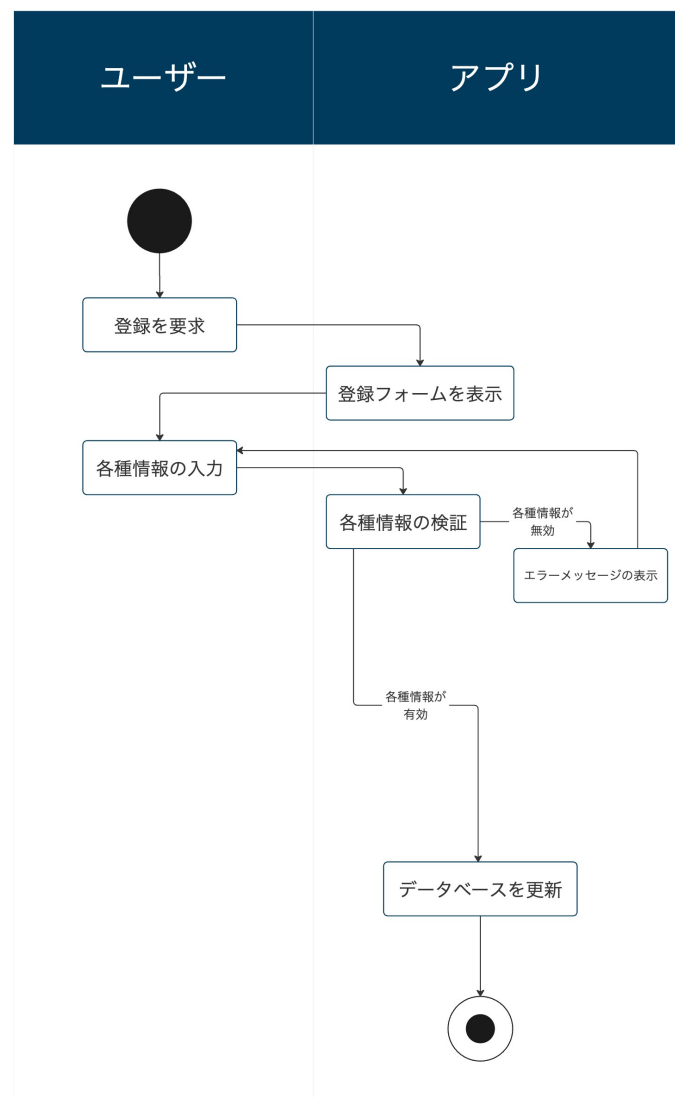 ユーザー
アプリ
登録を要求
登録フォームを表示
各種情報の入力
各種情報の検証
各種情報が
無効
エラーメッセージの表示
各種情報が
有効
データベースを更新